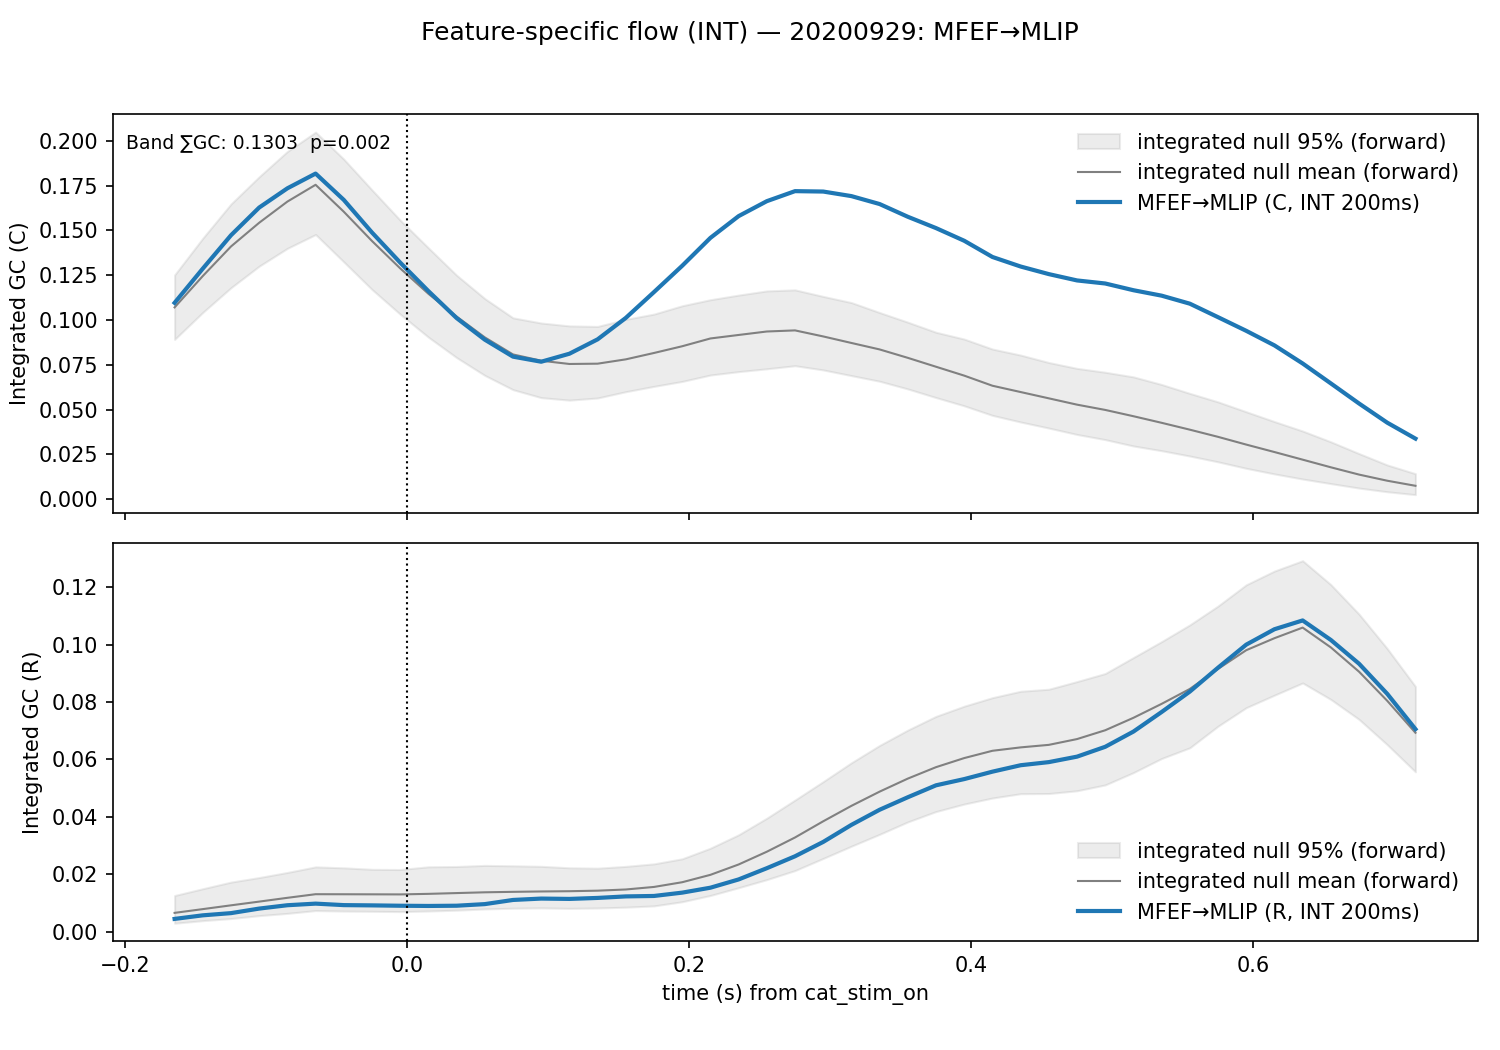 Feature-specific flow (INT) — 20200929: MFEF→MLIP
Band ∑GC: 0.1303  p=0.002
integrated null 95% (forward)
integrated null mean (forward)
MFEF→MLIP (C, INT 200ms)
Integrated GC (C)
0.200
0.175
0.150
0.125
0.100
0.075
0.050
0.025
0.000
integrated null 95% (forward)
integrated null mean (forward)
MFEF→MLIP (R, INT 200ms)
Integrated GC (R)
0.12
0.10
0.08
0.06
0.04
0.02
0.00
−0.2 0.0 0.2 0.4 0.6
time (s) from cat_stim_on